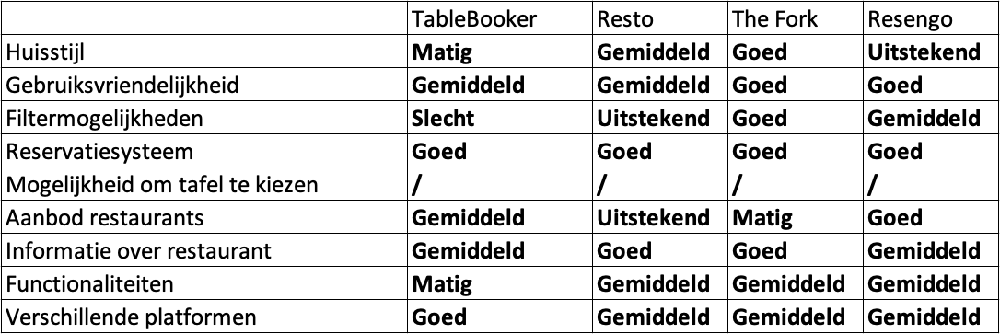 TableBooker Resto The Fork Resengo
Huisstijl Matig Gemiddeld Goed Uitstekend
Gebruiksvriendelijkheid Gemiddeld Gemiddeld Goed Goed
Filtermogelijkheden Slecht Uitstekend Goed Gemiddeld
Reservatiesysteem Goed Goed Goed Goed
Mogelijkheid om tafel te kiezen / / / /
Aanbod restaurants Gemiddeld Uitstekend Matig Goed
Informatie over restaurant Gemiddeld Goed Goed Gemiddeld
Functionaliteiten Matig Gemiddeld Gemiddeld Gemiddeld
Verschillende platformen Goed Gemiddeld Gemiddeld Gemiddeld